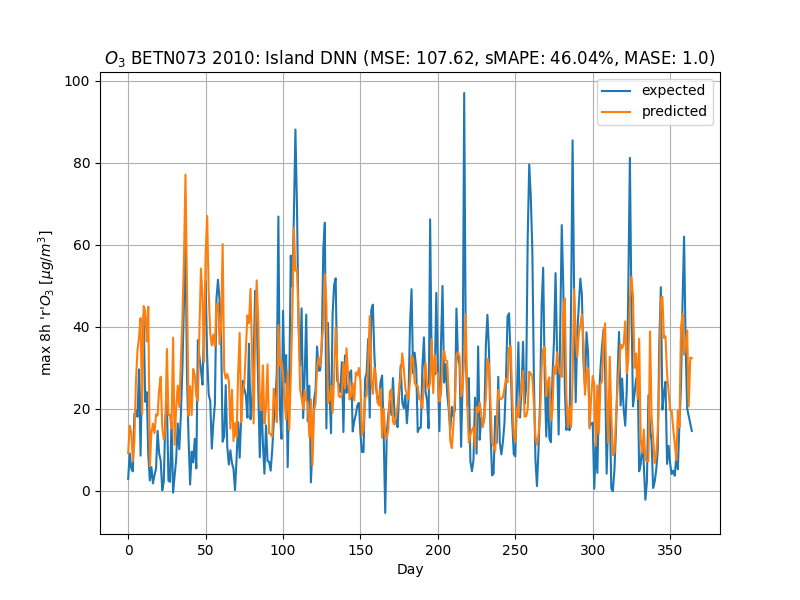 O3 BETN073 2010: Island DNN (MSE: 107.62, sMAPE: 46.04%, MASE: 1.0)
expected
predicted
max 8h 'r'O3 [μg/m3]
100
80
60
40
20
0
0 50 100 150 200 250 300 350
Day